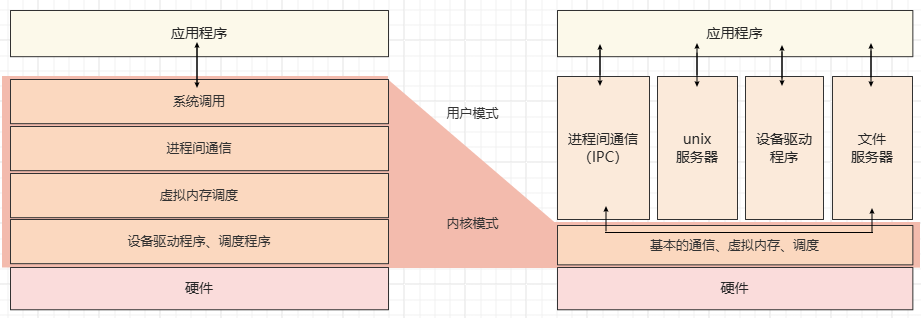 应用程序
系统调用
进程间通信
虚拟内存调度
设备驱动程序、调度程序
硬件
用户模式
内核模式
应用程序
进程间通信
（IPC）
unix
服务器
设备驱动
程序
文件
服务器
基本的通信、虚拟内存、调度
硬件